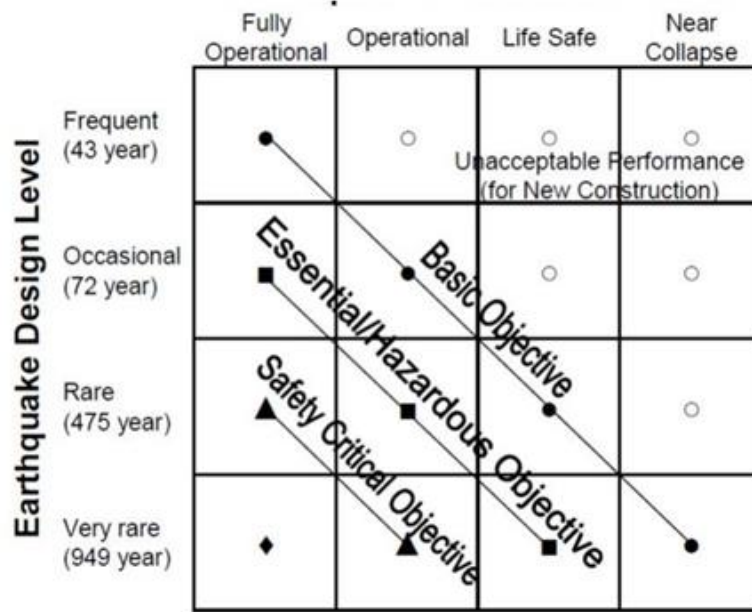 Fully
Operational
Operational
Life Safe
Near
Collapse
Earthquake Design Level
Frequent
(43 year)
Unacceptable Performance
(for New Construction)
Occasional
(72 year)
Basic Objective
Essential/Hazardous Objective
Rare
(475 year)
Safety Critical Objective
Very rare
(949 year)